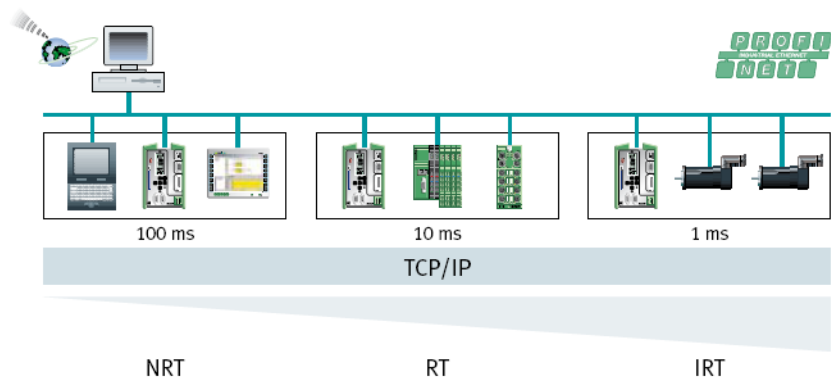 PROFI
INDUSTRIAL ETHERNET
NET
100 ms
10 ms
1 ms
TCP/IP
NRT
RT
IRT